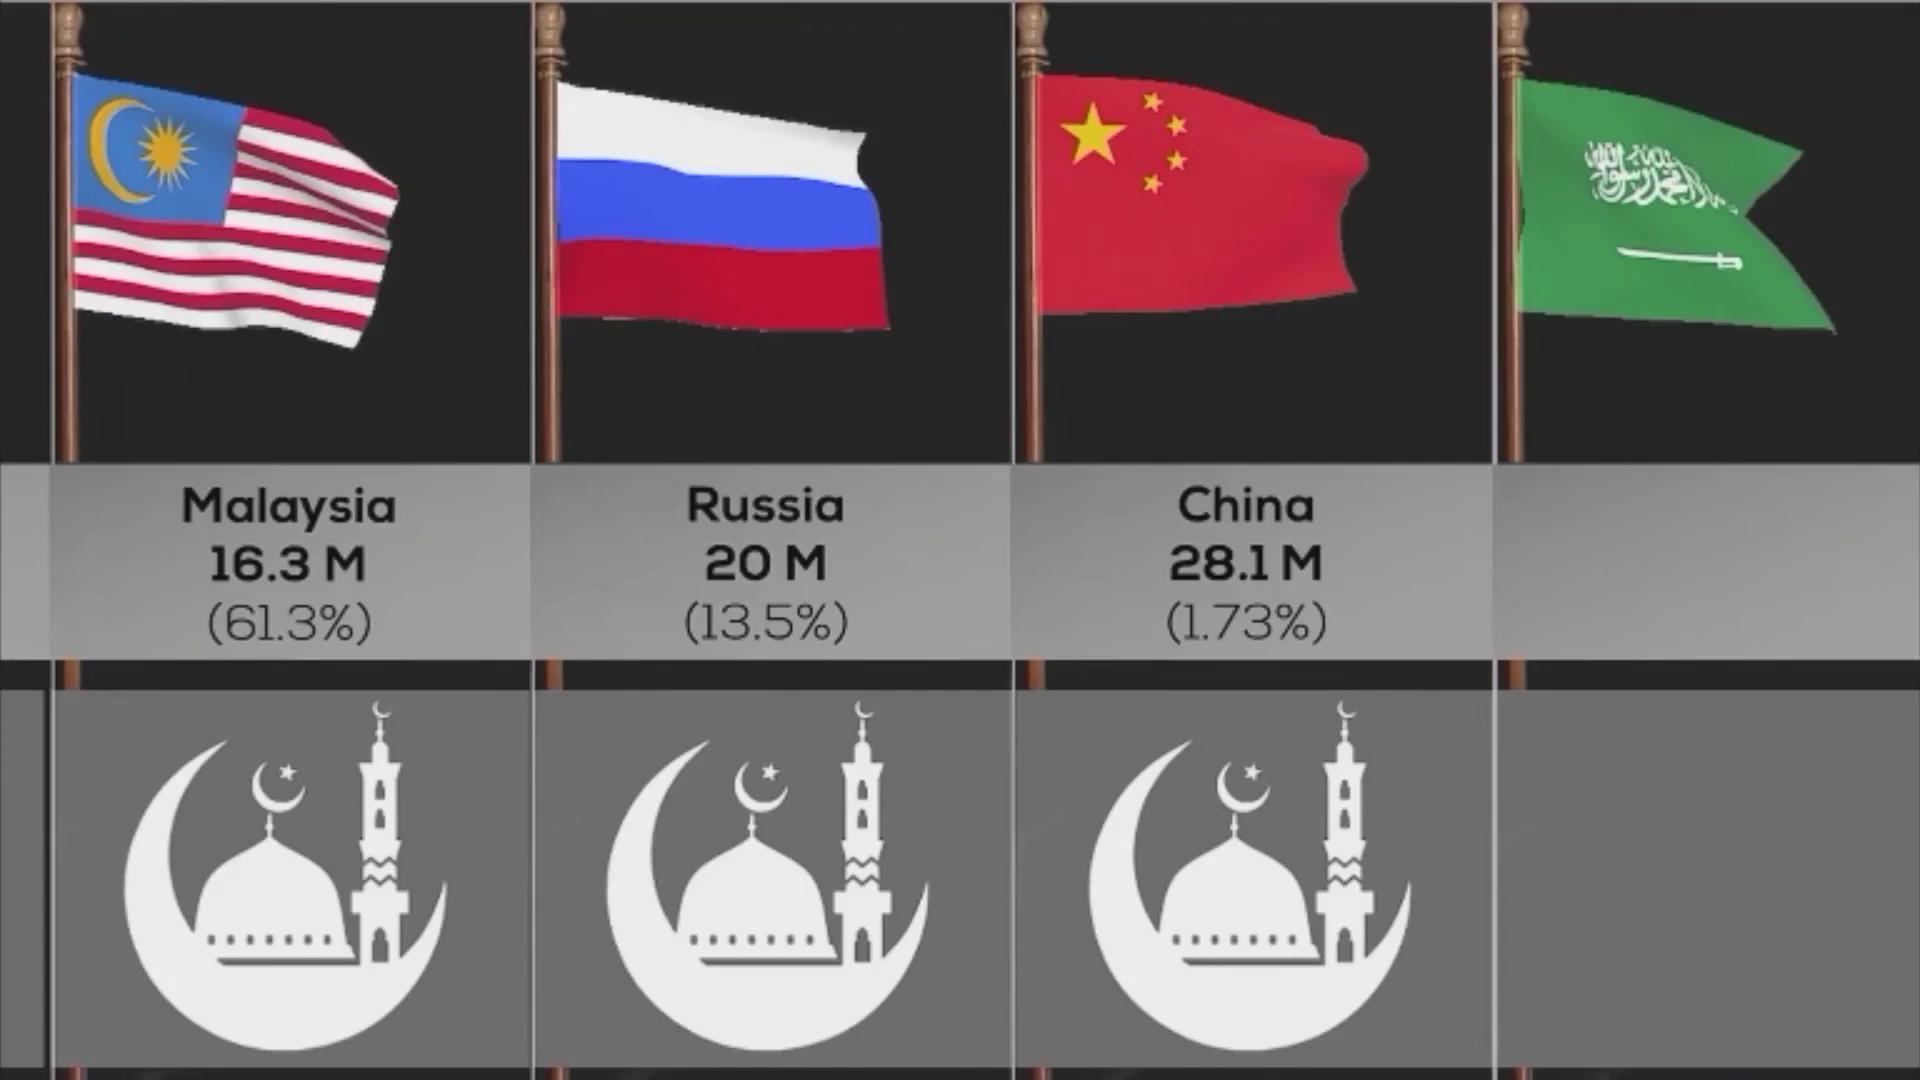 Malaysia
16.3 M
(61.3%)
Russia
20 M
(13.5%)
China
28.1 M
(1.73%)